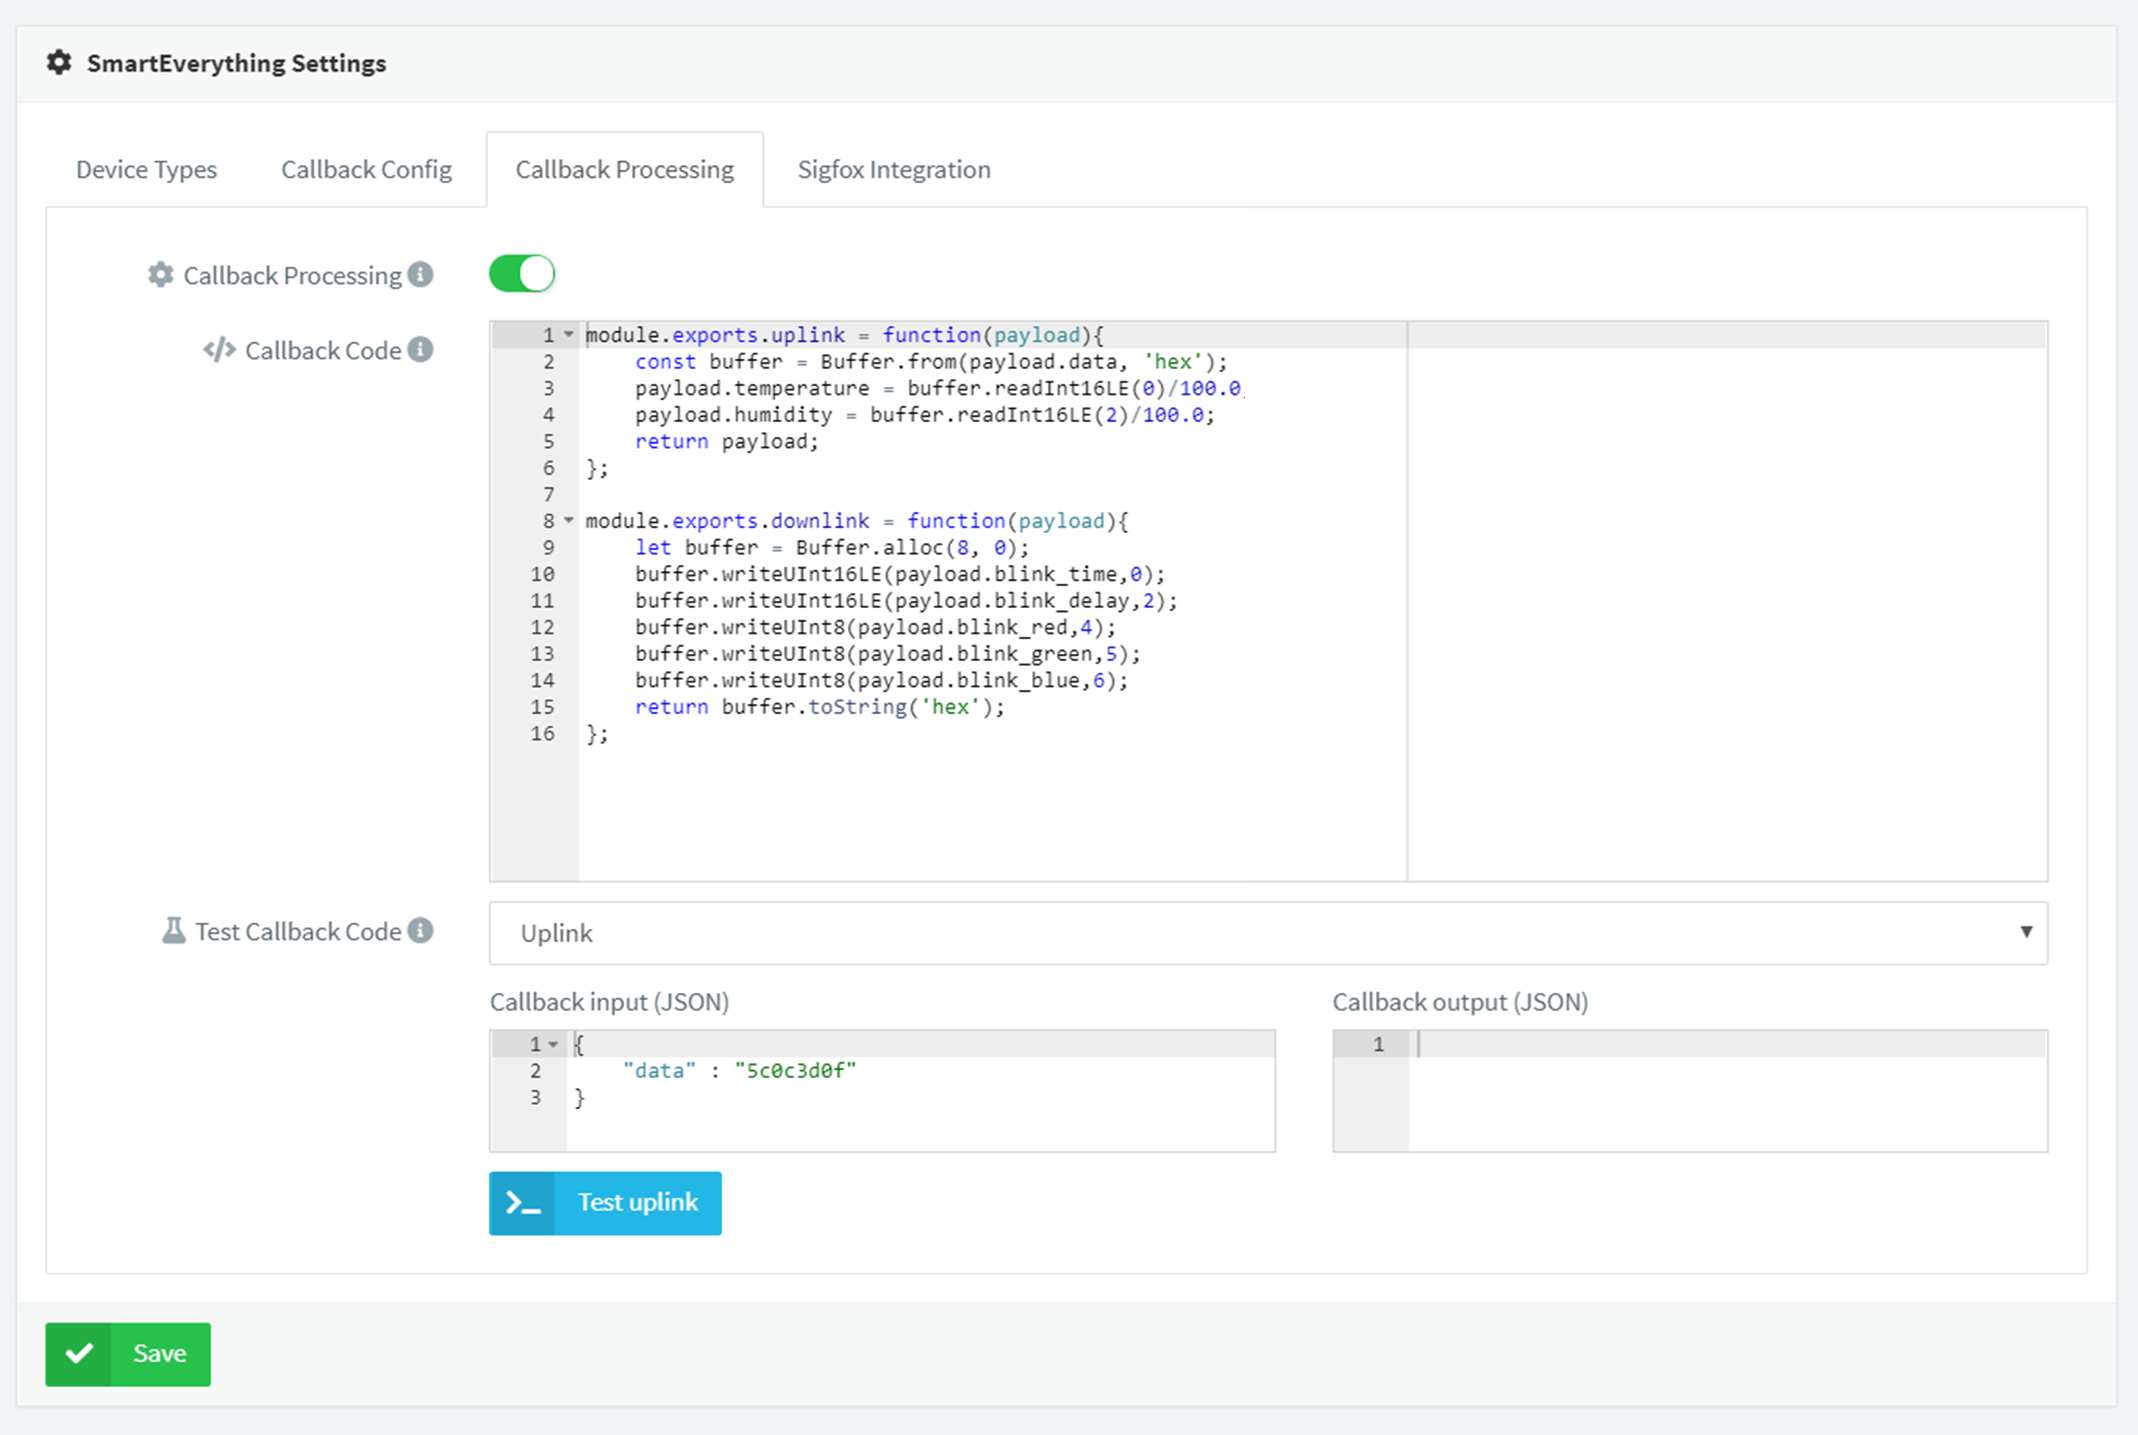 SmartEverything Settings
Device Types Callback Config Callback Processing Sigfox Integration
Callback Processing
Callback Code
1 module.exports.uplink = function(payload){
2     const buffer = Buffer.from(payload.data, 'hex');
3     payload.temperature = buffer.readInt16LE(0)/100.0
4     payload.humidity = buffer.readInt16LE(2)/100.0;
5     return payload;
6 };
7
8 module.exports.downlink = function(payload){
9     let buffer = Buffer.alloc(8, 0);
10     buffer.writeUInt16LE(payload.blink_time,0);
11     buffer.writeUInt16LE(payload.blink_delay,2);
12     buffer.writeUInt8(payload.blink_red,4);
13     buffer.writeUInt8(payload.blink_green,5);
14     buffer.writeUInt8(payload.blink_blue,6);
15     return buffer.toString('hex');
16 };
Test Callback Code
Uplink
Callback input (JSON)
1 {
2     "data" : "5c0c3d0f"
3 }
Callback output (JSON)
1
Test uplink
Save